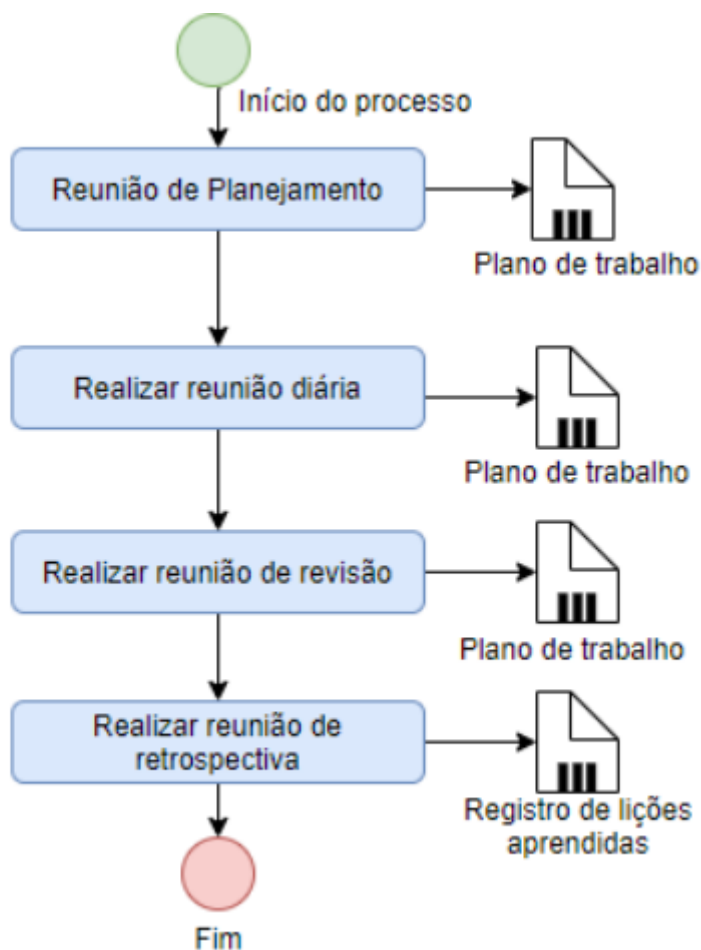 Início do processo
Reunião de Planejamento
Plano de trabalho
Realizar reunião diária
Plano de trabalho
Realizar reunião de revisão
Plano de trabalho
Realizar reunião de
retrospectiva
Registro de lições
aprendidas
Fim